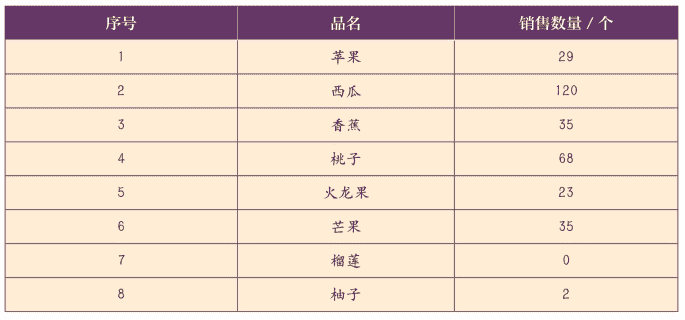 序号 品名 销售数量 / 个
1 苹果 29
2 西瓜 120
3 香蕉 35
4 桃子 68
5 火龙果 23
6 芒果 35
7 榴莲 0
8 柚子 2